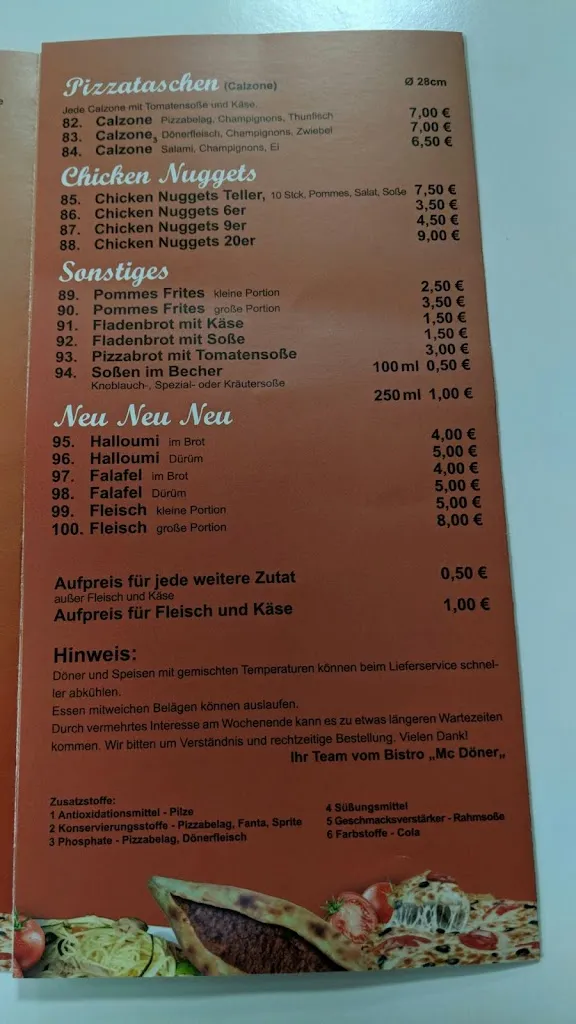 Pizzataschen (Calzone) Ø 28cm
Jede Calzone mit Tomatensoße und Käse.
82. Calzone Pizzabelag, Champignons, Thunfisch 7,00 €
83. Calzone3 Dönerfleisch, Champignons, Zwiebel 7,00 €
84. Calzone Salami, Champignons, Ei 6,50 €
Chicken Nuggets
85. Chicken Nuggets Teller, 10 Stck, Pommes, Salat, Soße 7,50 €
86. Chicken Nuggets 6er 3,50 €
87. Chicken Nuggets 9er 4,50 €
88. Chicken Nuggets 20er 9,00 €
Sonstiges
89. Pommes Frites kleine Portion 2,50 €
90. Pommes Frites große Portion 3,50 €
91. Fladenbrot mit Käse 1,50 €
92. Fladenbrot mit Soße 1,50 €
93. Pizzabrot mit Tomatensoße 3,00 €
94. Soßen im Becher 100 ml 0,50 €
Knoblauch-, Spezial- oder Kräutersoße
250 ml 1,00 €
Neu Neu Neu
95. Halloumi im Brot 4,00 €
96. Halloumi Dürüm 5,00 €
97. Falafel im Brot 4,00 €
98. Falafel Dürüm 5,00 €
99. Fleisch kleine Portion 5,00 €
100. Fleisch große Portion 8,00 €
Aufpreis für jede weitere Zutat 0,50 €
außer Fleisch und Käse
Aufpreis für Fleisch und Käse 1,00 €
Hinweis:
Döner und Speisen mit gemischten Temperaturen können beim Lieferservice schnel-
ler abkühlen.
Essen mitweichen Belägen können auslaufen.
Durch vermehrtes Interesse am Wochenende kann es zu etwas längeren Wartezeiten
kommen. Wir bitten um Verständnis und rechtzeitige Bestellung. Vielen Dank!
Ihr Team vom Bistro „Mc Döner„
Zusatzstoffe:
1 Antioxidationsmittel - Pilze
2 Konservierungssatoffe - Pizzabelag, Fanta, Sprite
3 Phosphate - Pizzabelag, Dönerfleisch
4 Süßungsmittel
5 Geschmacksverstärker - Rahmsoße
6 Farbstoffe - Cola